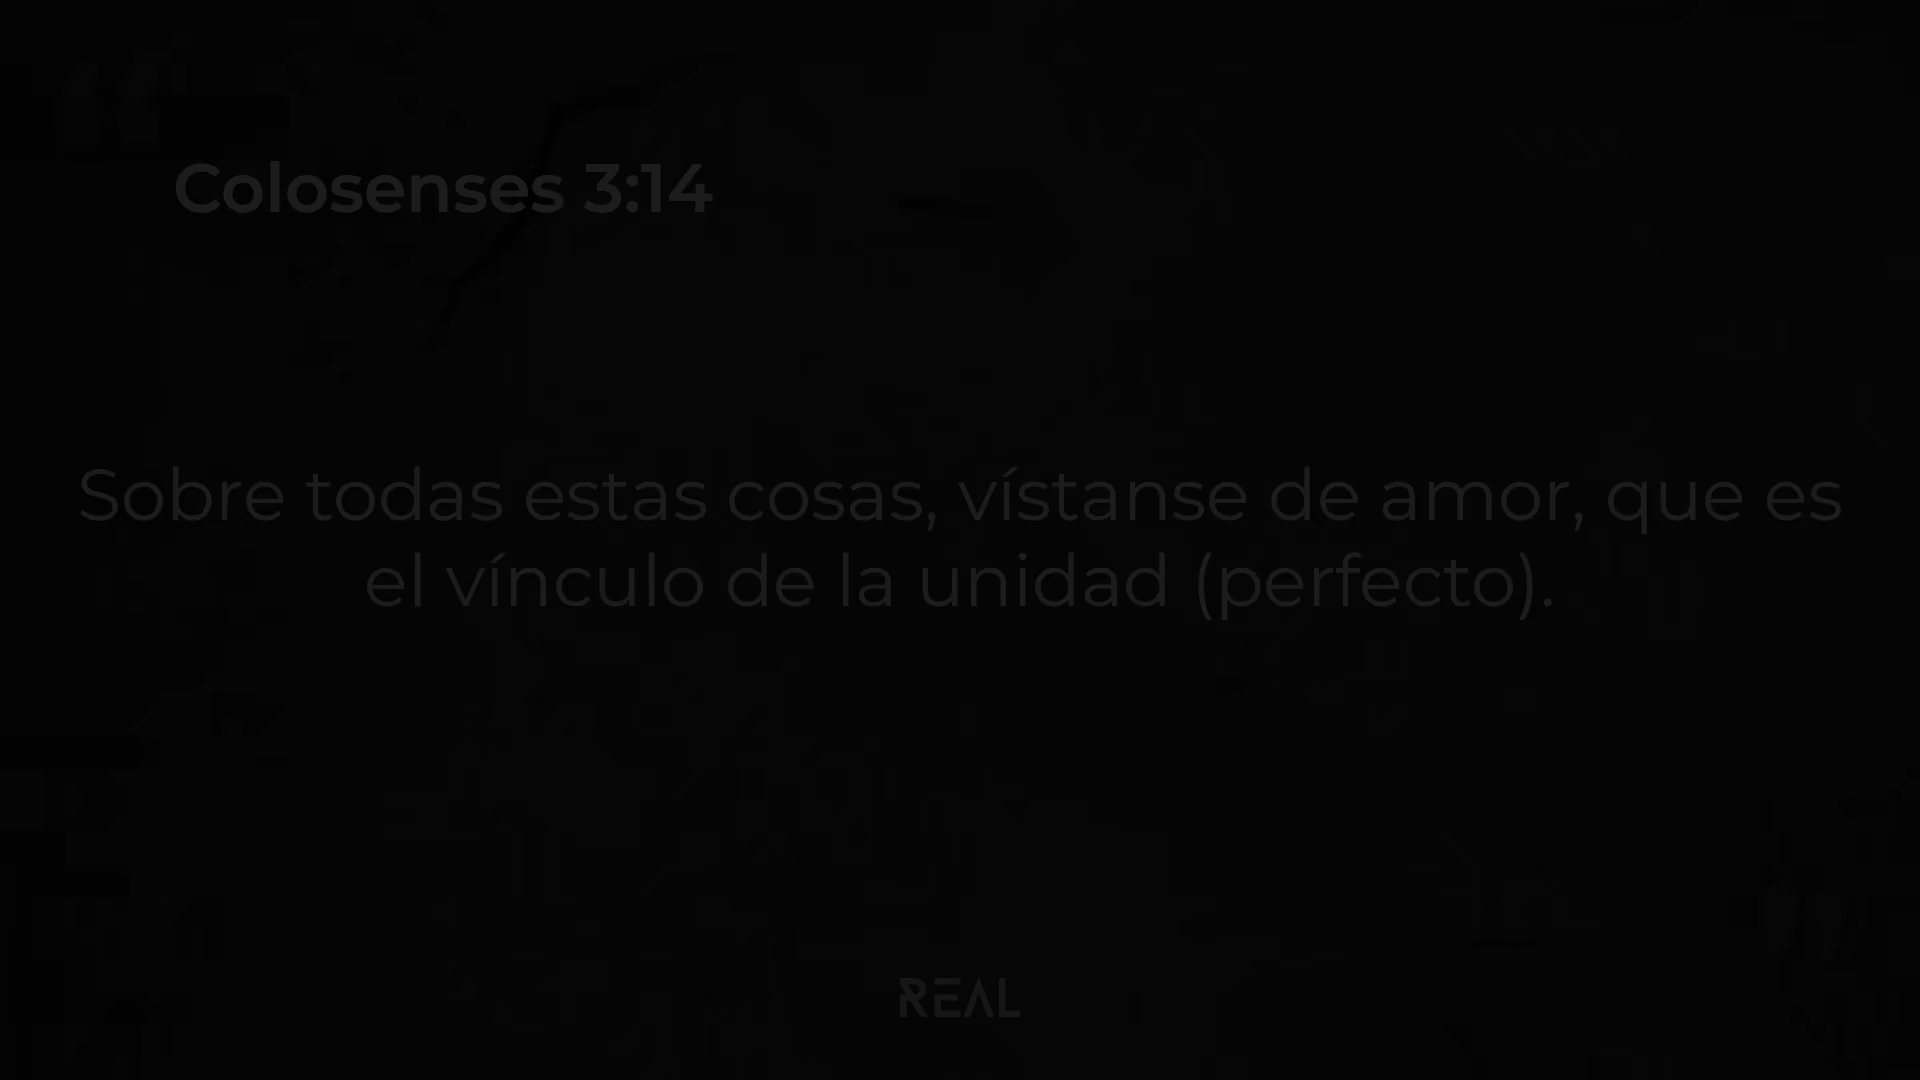 Colosenses 3:14
Sobre todas estas cosas, vístanse de amor, que es
el vínculo de la unidad (perfecto).
REAL